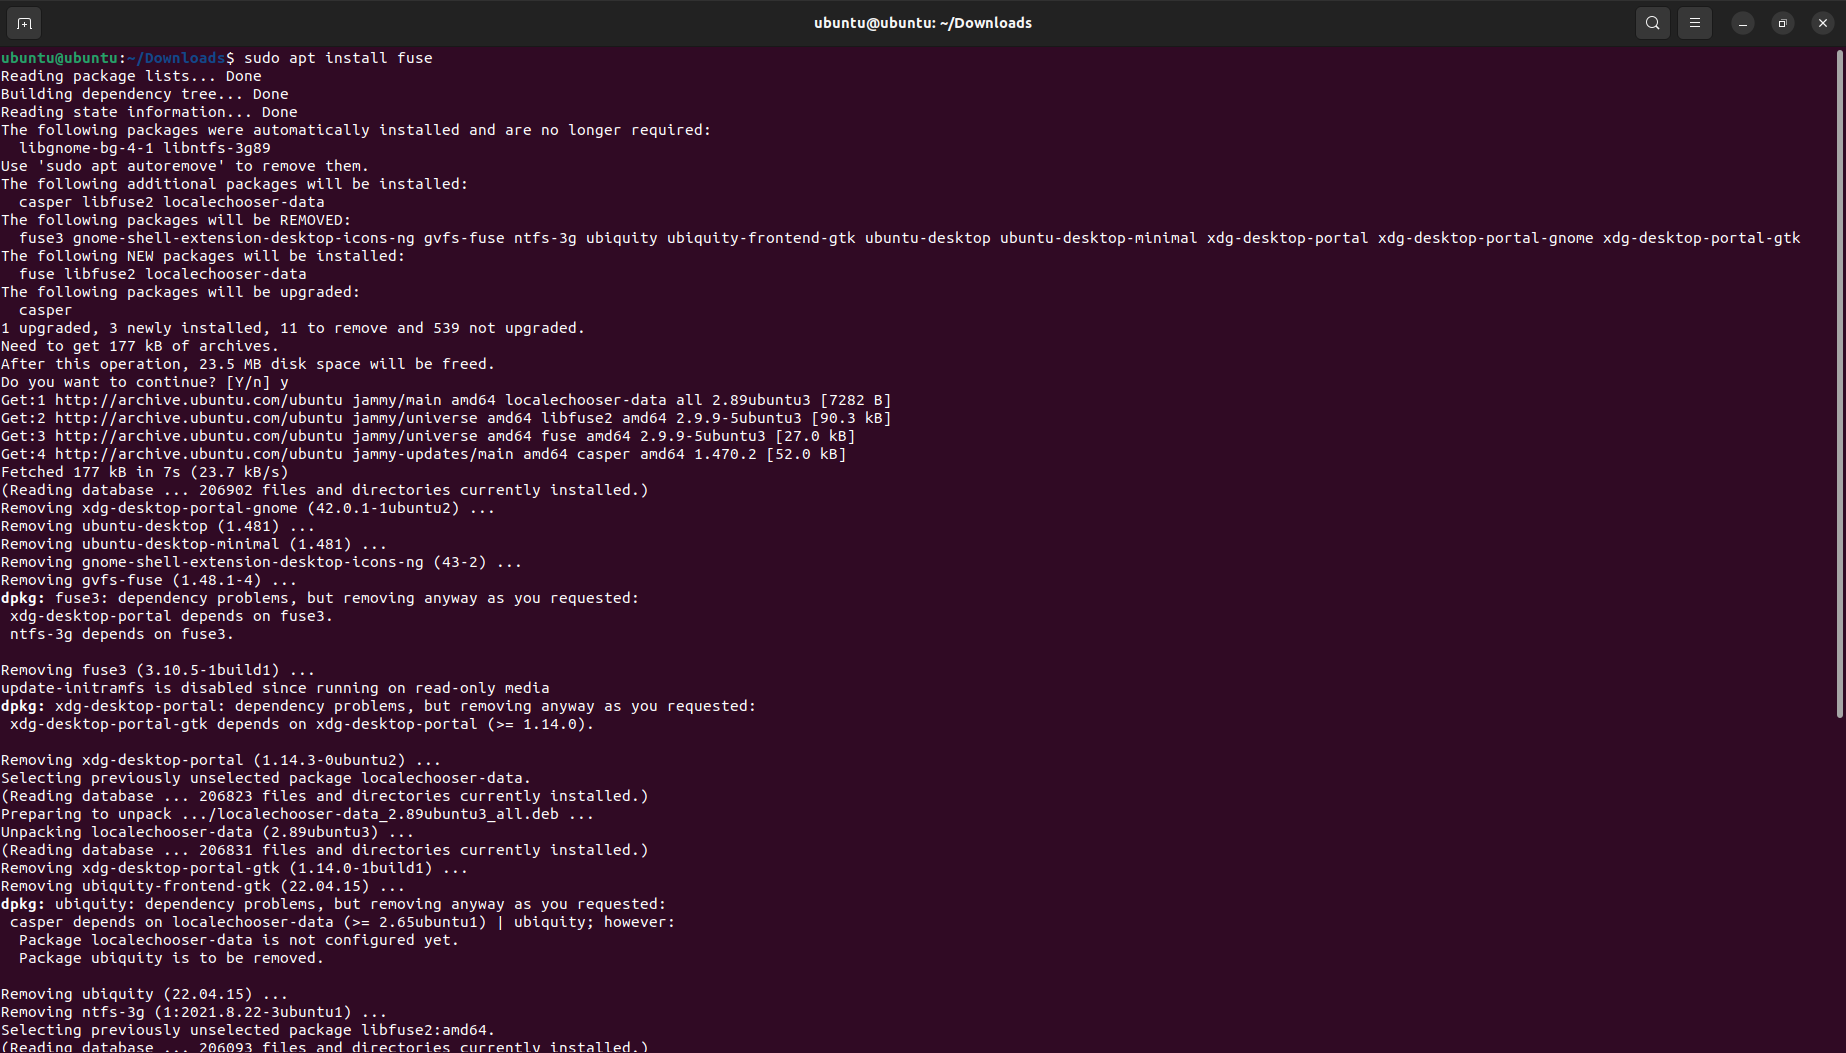 ubuntu@ubuntu: ~/Downloads
ubuntu@ubuntu:~/Downloads$ sudo apt install fuse
Reading package lists... Done
Building dependency tree... Done
Reading state information... Done
The following packages were automatically installed and are no longer required:
  libgnome-bg-4-1 libntfs-3g89
Use 'sudo apt autoremove' to remove them.
The following additional packages will be installed:
  casper libfuse2 localechooser-data
The following packages will be REMOVED:
  fuse3 gnome-shell-extension-desktop-icons-ng gvfs-fuse ntfs-3g ubiquity ubiquity-frontend-gtk ubuntu-desktop ubuntu-desktop-minimal xdg-desktop-portal xdg-desktop-portal-gnome xdg-desktop-portal-gtk
The following NEW packages will be installed:
  fuse libfuse2 localechooser-data
The following packages will be upgraded:
  casper
1 upgraded, 3 newly installed, 11 to remove and 539 not upgraded.
Need to get 177 kB of archives.
After this operation, 23.5 MB disk space will be freed.
Do you want to continue? [Y/n] y
Get:1 http://archive.ubuntu.com/ubuntu jammy/main amd64 localechooser-data all 2.89ubuntu3 [7282 B]
Get:2 http://archive.ubuntu.com/ubuntu jammy/universe amd64 libfuse2 amd64 2.9.9-5ubuntu3 [90.3 kB]
Get:3 http://archive.ubuntu.com/ubuntu jammy/universe amd64 fuse amd64 2.9.9-5ubuntu3 [27.0 kB]
Get:4 http://archive.ubuntu.com/ubuntu jammy-updates/main amd64 casper amd64 1.470.2 [52.0 kB]
Fetched 177 kB in 7s (23.7 kB/s)
(Reading database ... 206902 files and directories currently installed.)
Removing xdg-desktop-portal-gnome (42.0.1-1ubuntu2) ...
Removing ubuntu-desktop (1.481) ...
Removing ubuntu-desktop-minimal (1.481) ...
Removing gnome-shell-extension-desktop-icons-ng (43-2) ...
Removing gvfs-fuse (1.48.1-4) ...
dpkg: fuse3: dependency problems, but removing anyway as you requested:
 xdg-desktop-portal depends on fuse3.
 ntfs-3g depends on fuse3.

Removing fuse3 (3.10.5-1build1) ...
update-initramfs is disabled since running on read-only media
dpkg: xdg-desktop-portal: dependency problems, but removing anyway as you requested:
 xdg-desktop-portal-gtk depends on xdg-desktop-portal (>= 1.14.0).

Removing xdg-desktop-portal (1.14.3-0ubuntu2) ...
Selecting previously unselected package localechooser-data.
(Reading database ... 206823 files and directories currently installed.)
Preparing to unpack .../localechooser-data_2.89ubuntu3_all.deb ...
Unpacking localechooser-data (2.89ubuntu3) ...
(Reading database ... 206831 files and directories currently installed.)
Removing xdg-desktop-portal-gtk (1.14.0-1build1) ...
Removing ubiquity-frontend-gtk (22.04.15) ...
dpkg: ubiquity: dependency problems, but removing anyway as you requested:
 casper depends on localechooser-data (>= 2.65ubuntu1) | ubiquity; however:
  Package localechooser-data is not configured yet.
  Package ubiquity is to be removed.

Removing ubiquity (22.04.15) ...
Removing ntfs-3g (1:2021.8.22-3ubuntu1) ...
Selecting previously unselected package libfuse2:amd64.
(Reading database ... 206093 files and directories currently installed.)